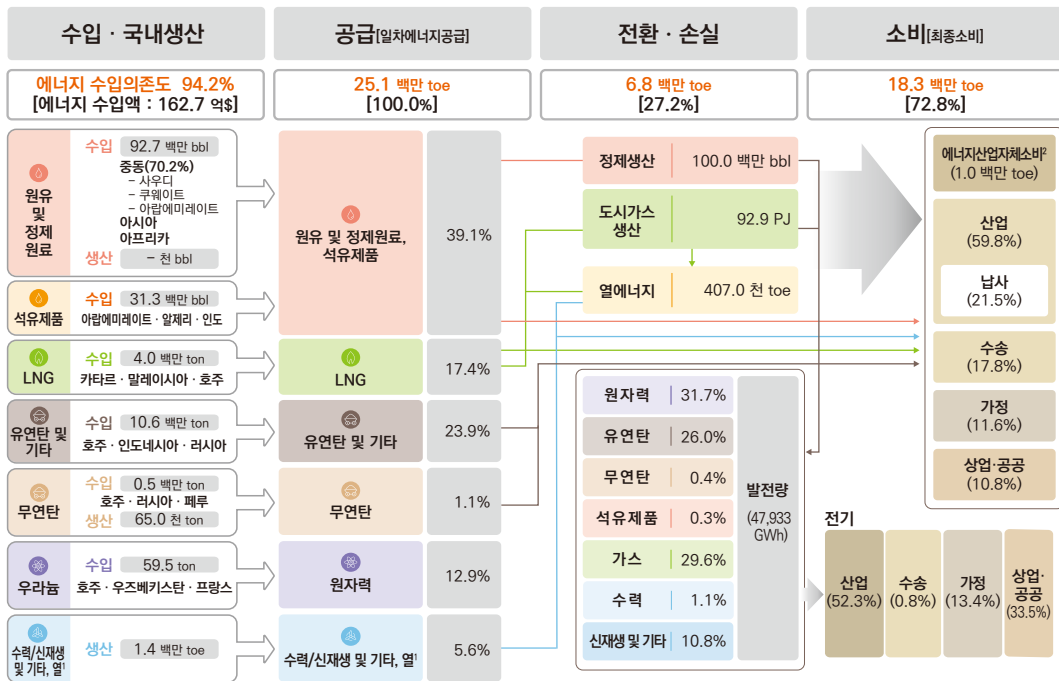 수입 · 국내생산
공급[일차에너지공급]
전환 · 손실
소비[최종소비]
에너지 수입의존도 94.2%
[에너지 수입액 : 162.7 억$]
25.1 백만 toe
[100.0%]
6.8 백만 toe
[27.2%]
18.3 백만 toe
[72.8%]
원유
및
정제
원료
수입 92.7 백만 bbl
중동(70.2%)
- 사우디
- 쿠웨이트
- 아랍에미레이트
아시아
아프리카
생산 - 천 bbl
석유제품
수입 31.3 백만 bbl
아랍에미레이트 · 알제리 · 인도
LNG
수입 4.0 백만 ton
카타르 · 말레이시아 · 호주
유연탄 및
기타
수입 10.6 백만 ton
호주 · 인도네시아 · 러시아
무연탄
수입 0.5 백만 ton
호주 · 러시아 · 페루
생산 65.0 천 ton
우라늄
수입 59.5 ton
호주 · 우즈베키스탄 · 프랑스
수력/신재생
및 기타, 열¹
생산 1.4 백만 toe
원유 및 정제원료,
석유제품
39.1%
LNG
17.4%
유연탄 및 기타
23.9%
무연탄
1.1%
원자력
12.9%
수력/신재생 및 기타, 열¹
5.6%
정제생산 100.0 백만 bbl
도시가스
생산
92.9 PJ
열에너지 407.0 천 toe
원자력 31.7%
유연탄 26.0%
무연탄 0.4%
석유제품 0.3%
가스 29.6%
수력 1.1%
신재생 및 기타 10.8%
발전량
(47,933
GWh)
에너지산업자체소비²
(1.0 백만 toe)
산업
(59.8%)
납사
(21.5%)
수송
(17.8%)
가정
(11.6%)
상업·공공
(10.8%)
전기
산업
(52.3%)
수송
(0.8%)
가정
(13.4%)
상업·
공공
(33.5%)